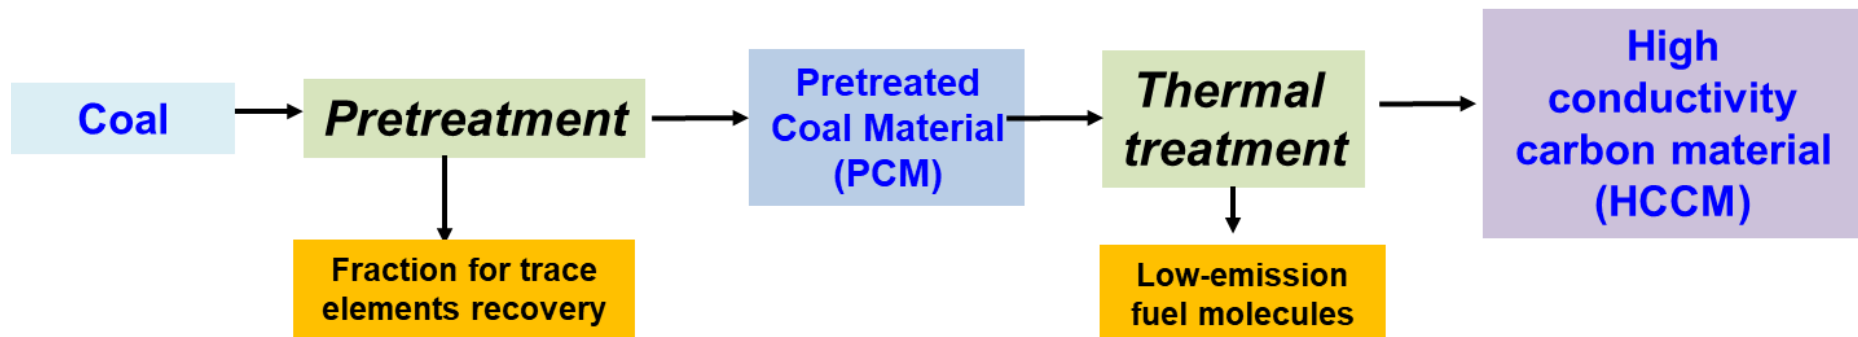 Coal
Pretreatment
Fraction for trace
elements recovery
Pretreated
Coal Material
(PCM)
Thermal
treatment
Low-emission
fuel molecules
High
conductivity
carbon material
(HCCM)